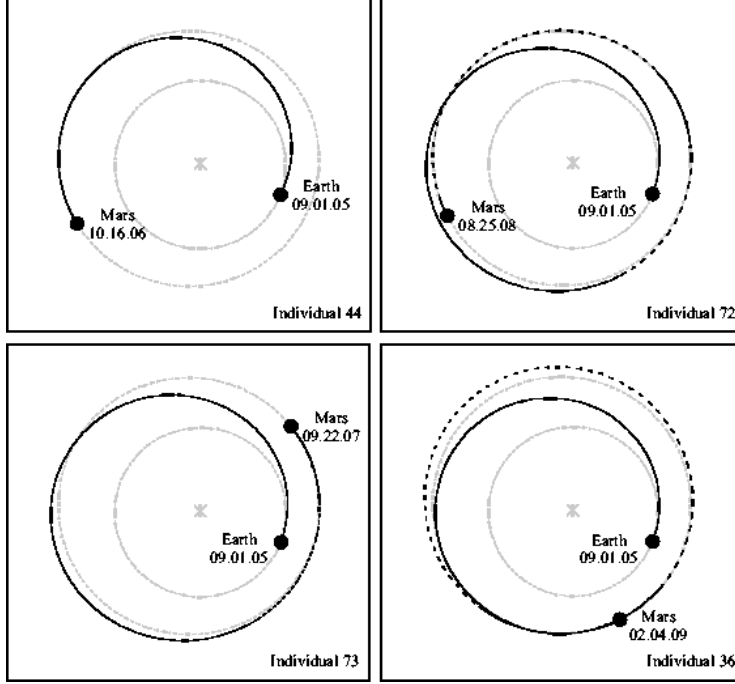 Earth
09.01.05
Mars
10.16.06
Individual 44
Mars
08.25.08
Earth
09.01.05
Individual 72
Mars
09.22.07
Earth
09.01.05
Individual 73
Earth
09.01.05
Mars
02.04.09
Individual 36